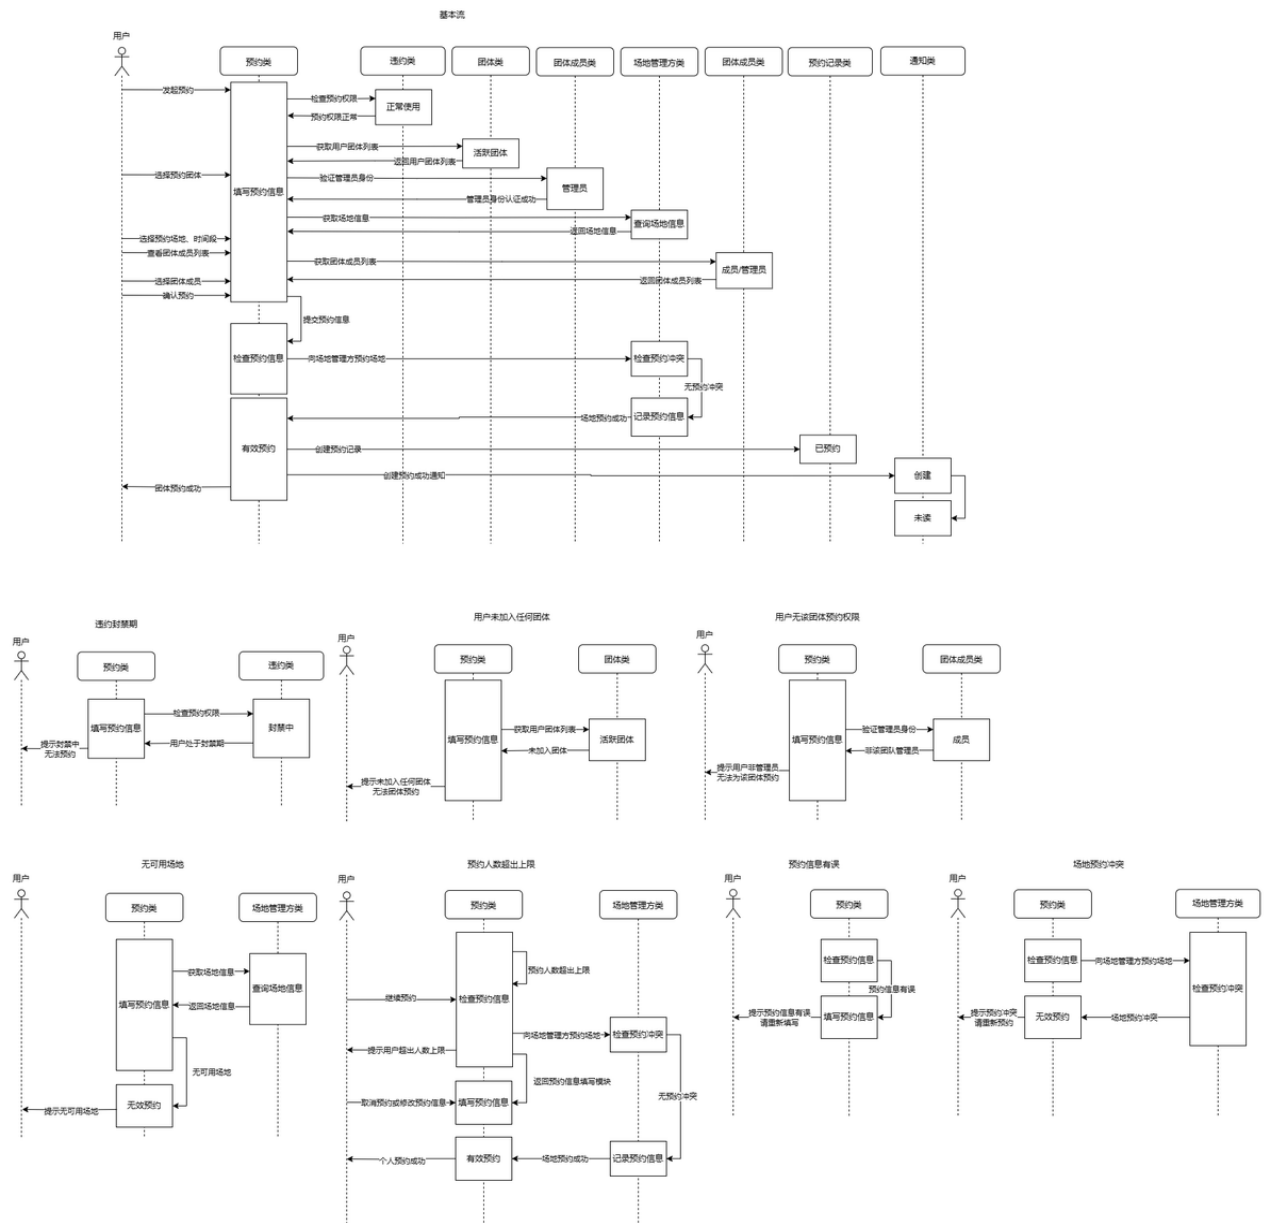 基本流
用户
预约类
违约类
团体类
团体成员类
场地管理方类
团体成员类
预约记录类
通知类
发起预约
检查预约权限
正常使用
预约权限正常
获取用户团体列表
活跃团体
返回用户团体列表
选择预约团体
验证管理员身份
管理员
填写预约信息
管理员身份认证成功
获取场地信息
查询场地信息
返回场地信息
选择预约场地、时间段
查看团体成员列表
获取团体成员列表
成员/管理员
选择团体成员
返回团体成员列表
确认预约
提交预约信息
检查预约信息
向场地管理方预约场地
检查预约冲突
无预约冲突
场地预约成功
记录预约信息
有效预约
创建预约记录
已预约
创建预约成功通知
创建
团体预约成功
未读
违约封禁期
用户
预约类
违约类
检查预约权限
填写预约信息
封禁中
用户处于封禁期
提示封禁中
无法预约
用户未加入任何团体
用户
预约类
团体类
获取用户团体列表
填写预约信息
活跃团体
未加入团体
提示未加入任何团体
无法团体预约
用户无该团体预约权限
用户
预约类
团体成员类
验证管理员身份
填写预约信息
成员
非该团队管理员
提示用户非管理员
无法为该团体预约
无可用场地
用户
预约类
场地管理方类
获取场地信息
查询场地信息
填写预约信息
返回场地信息
无可用场地
无效预约
提示无可用场地
预约人数超出上限
用户
预约类
场地管理方类
预约人数超出上限
继续预约
检查预约信息
向场地管理方预约场地
检查预约冲突
提示用户超出人数上限
返回预约信息填写模块
无预约冲突
取消预约或修改预约信息
填写预约信息
个人预约成功
有效预约
场地预约成功
记录预约信息
预约信息有误
用户
预约类
检查预约信息
预约信息有误
提示预约信息有误
请重新填写
填写预约信息
场地预约冲突
用户
预约类
场地管理方类
检查预约信息
向场地管理方预约场地
检查预约冲突
提示预约冲突
请重新预约
无效预约
场地预约冲突